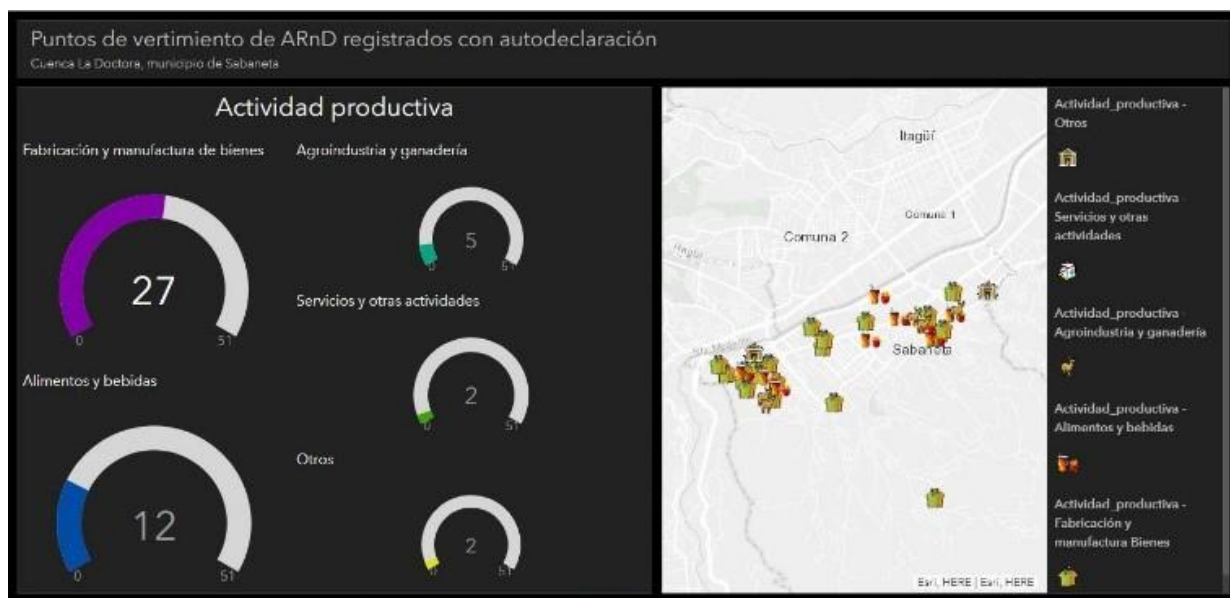 Puntos de vertimiento de ARnD registrados con autodeclaración
Cuenca La Doctora, municipio de Sabaneta
Actividad productiva
Fabricación y manufactura de bienes
27
0
51
Alimentos y bebidas
12
0
51
Agroindustria y ganadería
5
0
51
Servicios y otras actividades
2
0
51
Otros
2
0
51
Itagüí
Comuna 1
Comuna 2
Itagüí
Sabaneta
Esri, HERE | Esri, HERE
Actividad_productiva -
Otros
Actividad_productiva -
Servicios y otras
actividades
Actividad_productiva -
Agroindustria y ganadería
Actividad_productiva -
Alimentos y bebidas
Actividad_productiva -
Fabricación y
manufactura Bienes